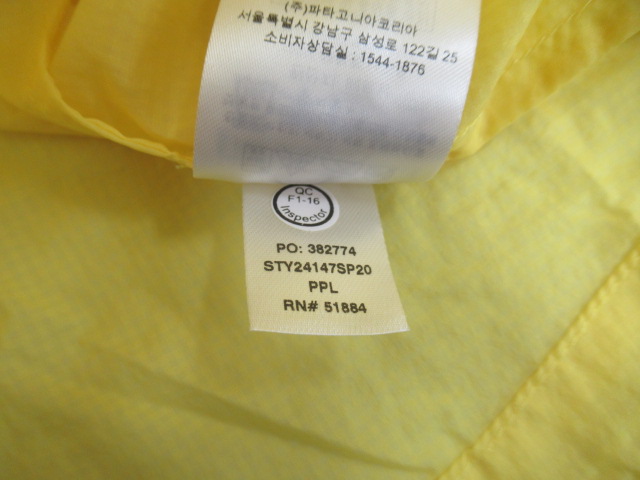 (주)파타고니아코리아
서울특별시 강남구 삼성로 122길 25
소비자상담실 : 1544-1876
QC
F1-16
Inspector
PO: 382774
STY24147SP20
PPL
RN# 51884